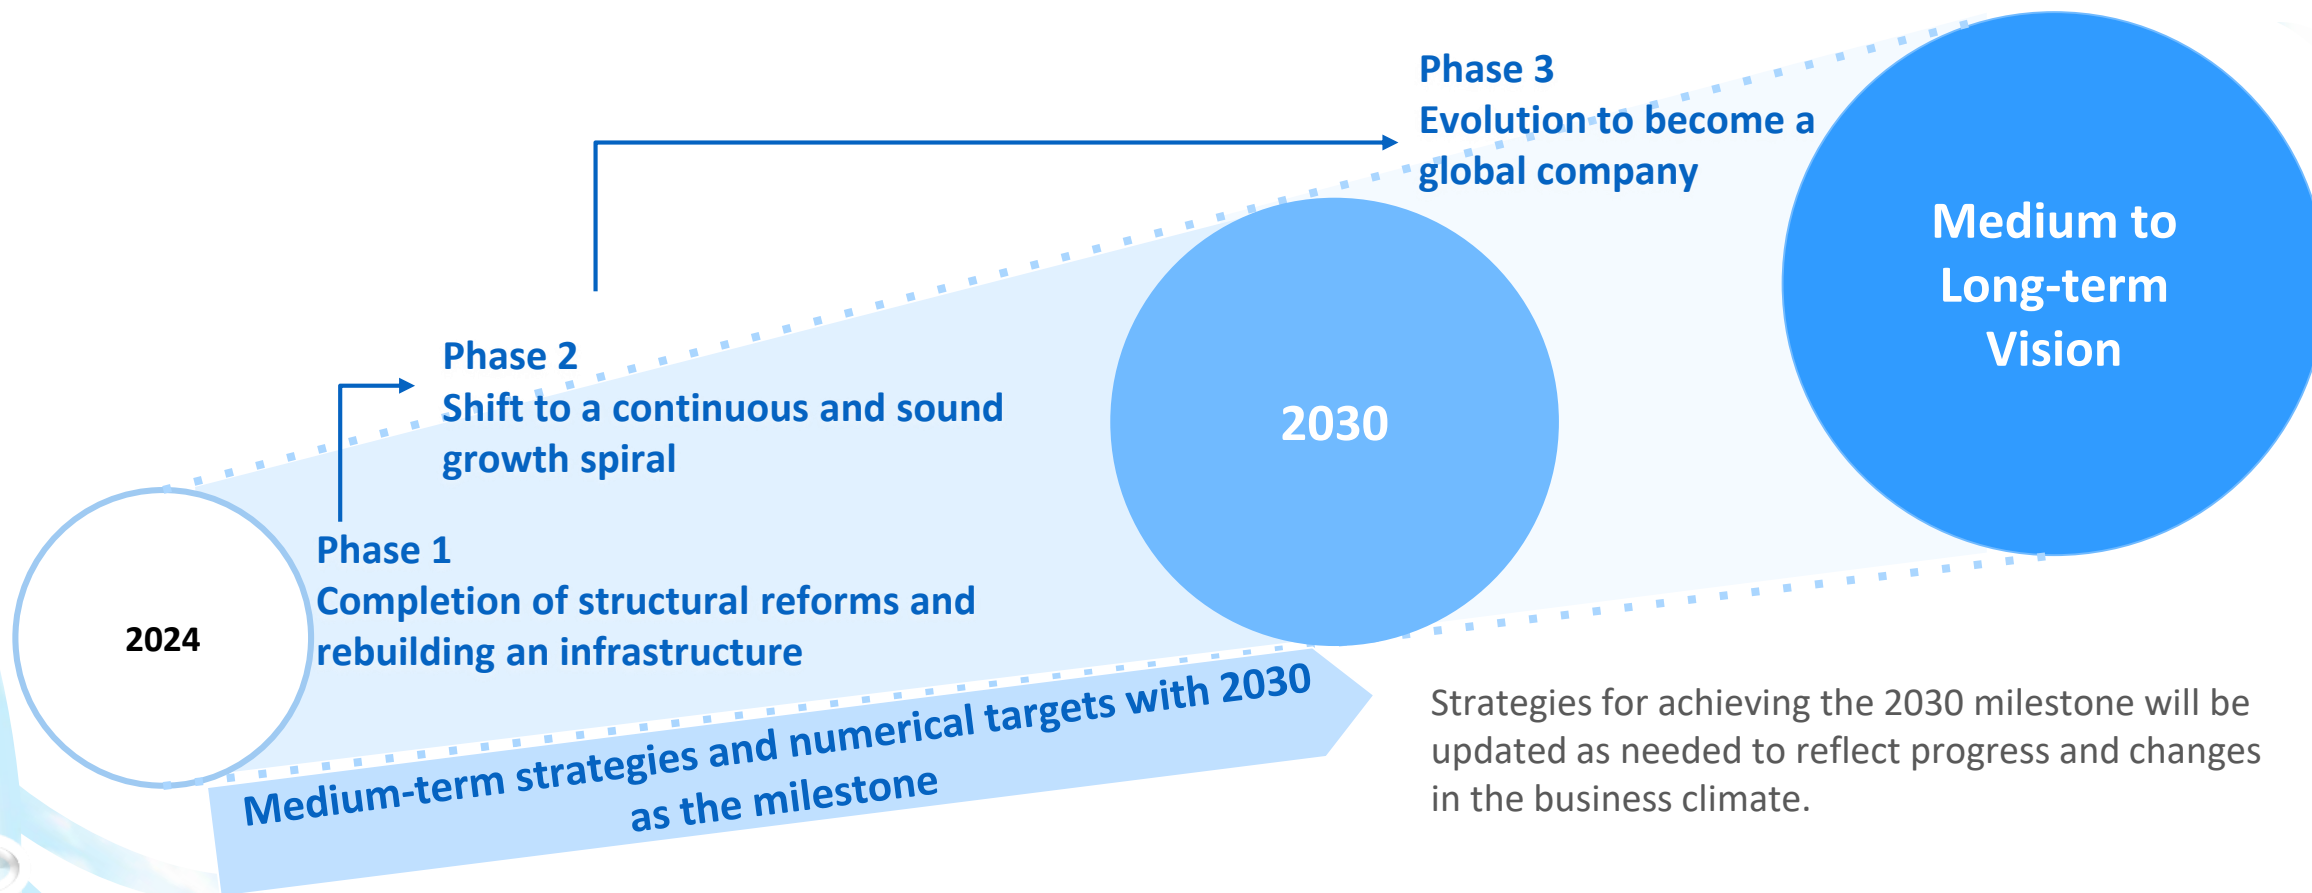 Phase 3
Evolution to become a
global company
Medium to
Long-term
Vision
Phase 2
Shift to a continuous and sound
growth spiral
2030
Phase 1
Completion of structural reforms and
rebuilding an infrastructure
2024
Medium-term strategies and numerical targets with 2030
as the milestone
Strategies for achieving the 2030 milestone will be
updated as needed to reflect progress and changes
in the business climate.